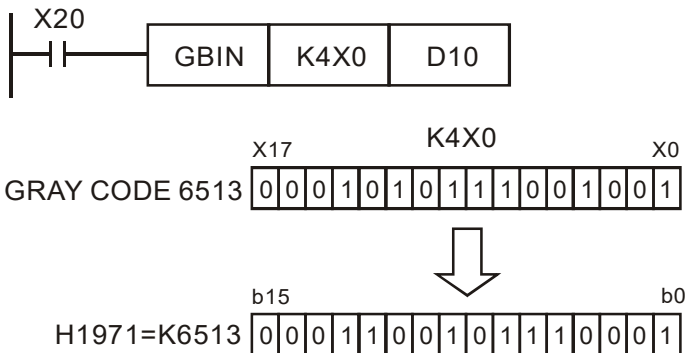 X20
GBIN K4X0 D10
K4X0
X17 X0
GRAY CODE 6513 0 0 0 1 0 1 0 1 1 1 0 0 1 0 0 1
b15 b0
H1971=K6513 0 0 0 1 1 0 0 1 0 1 1 1 0 0 0 1